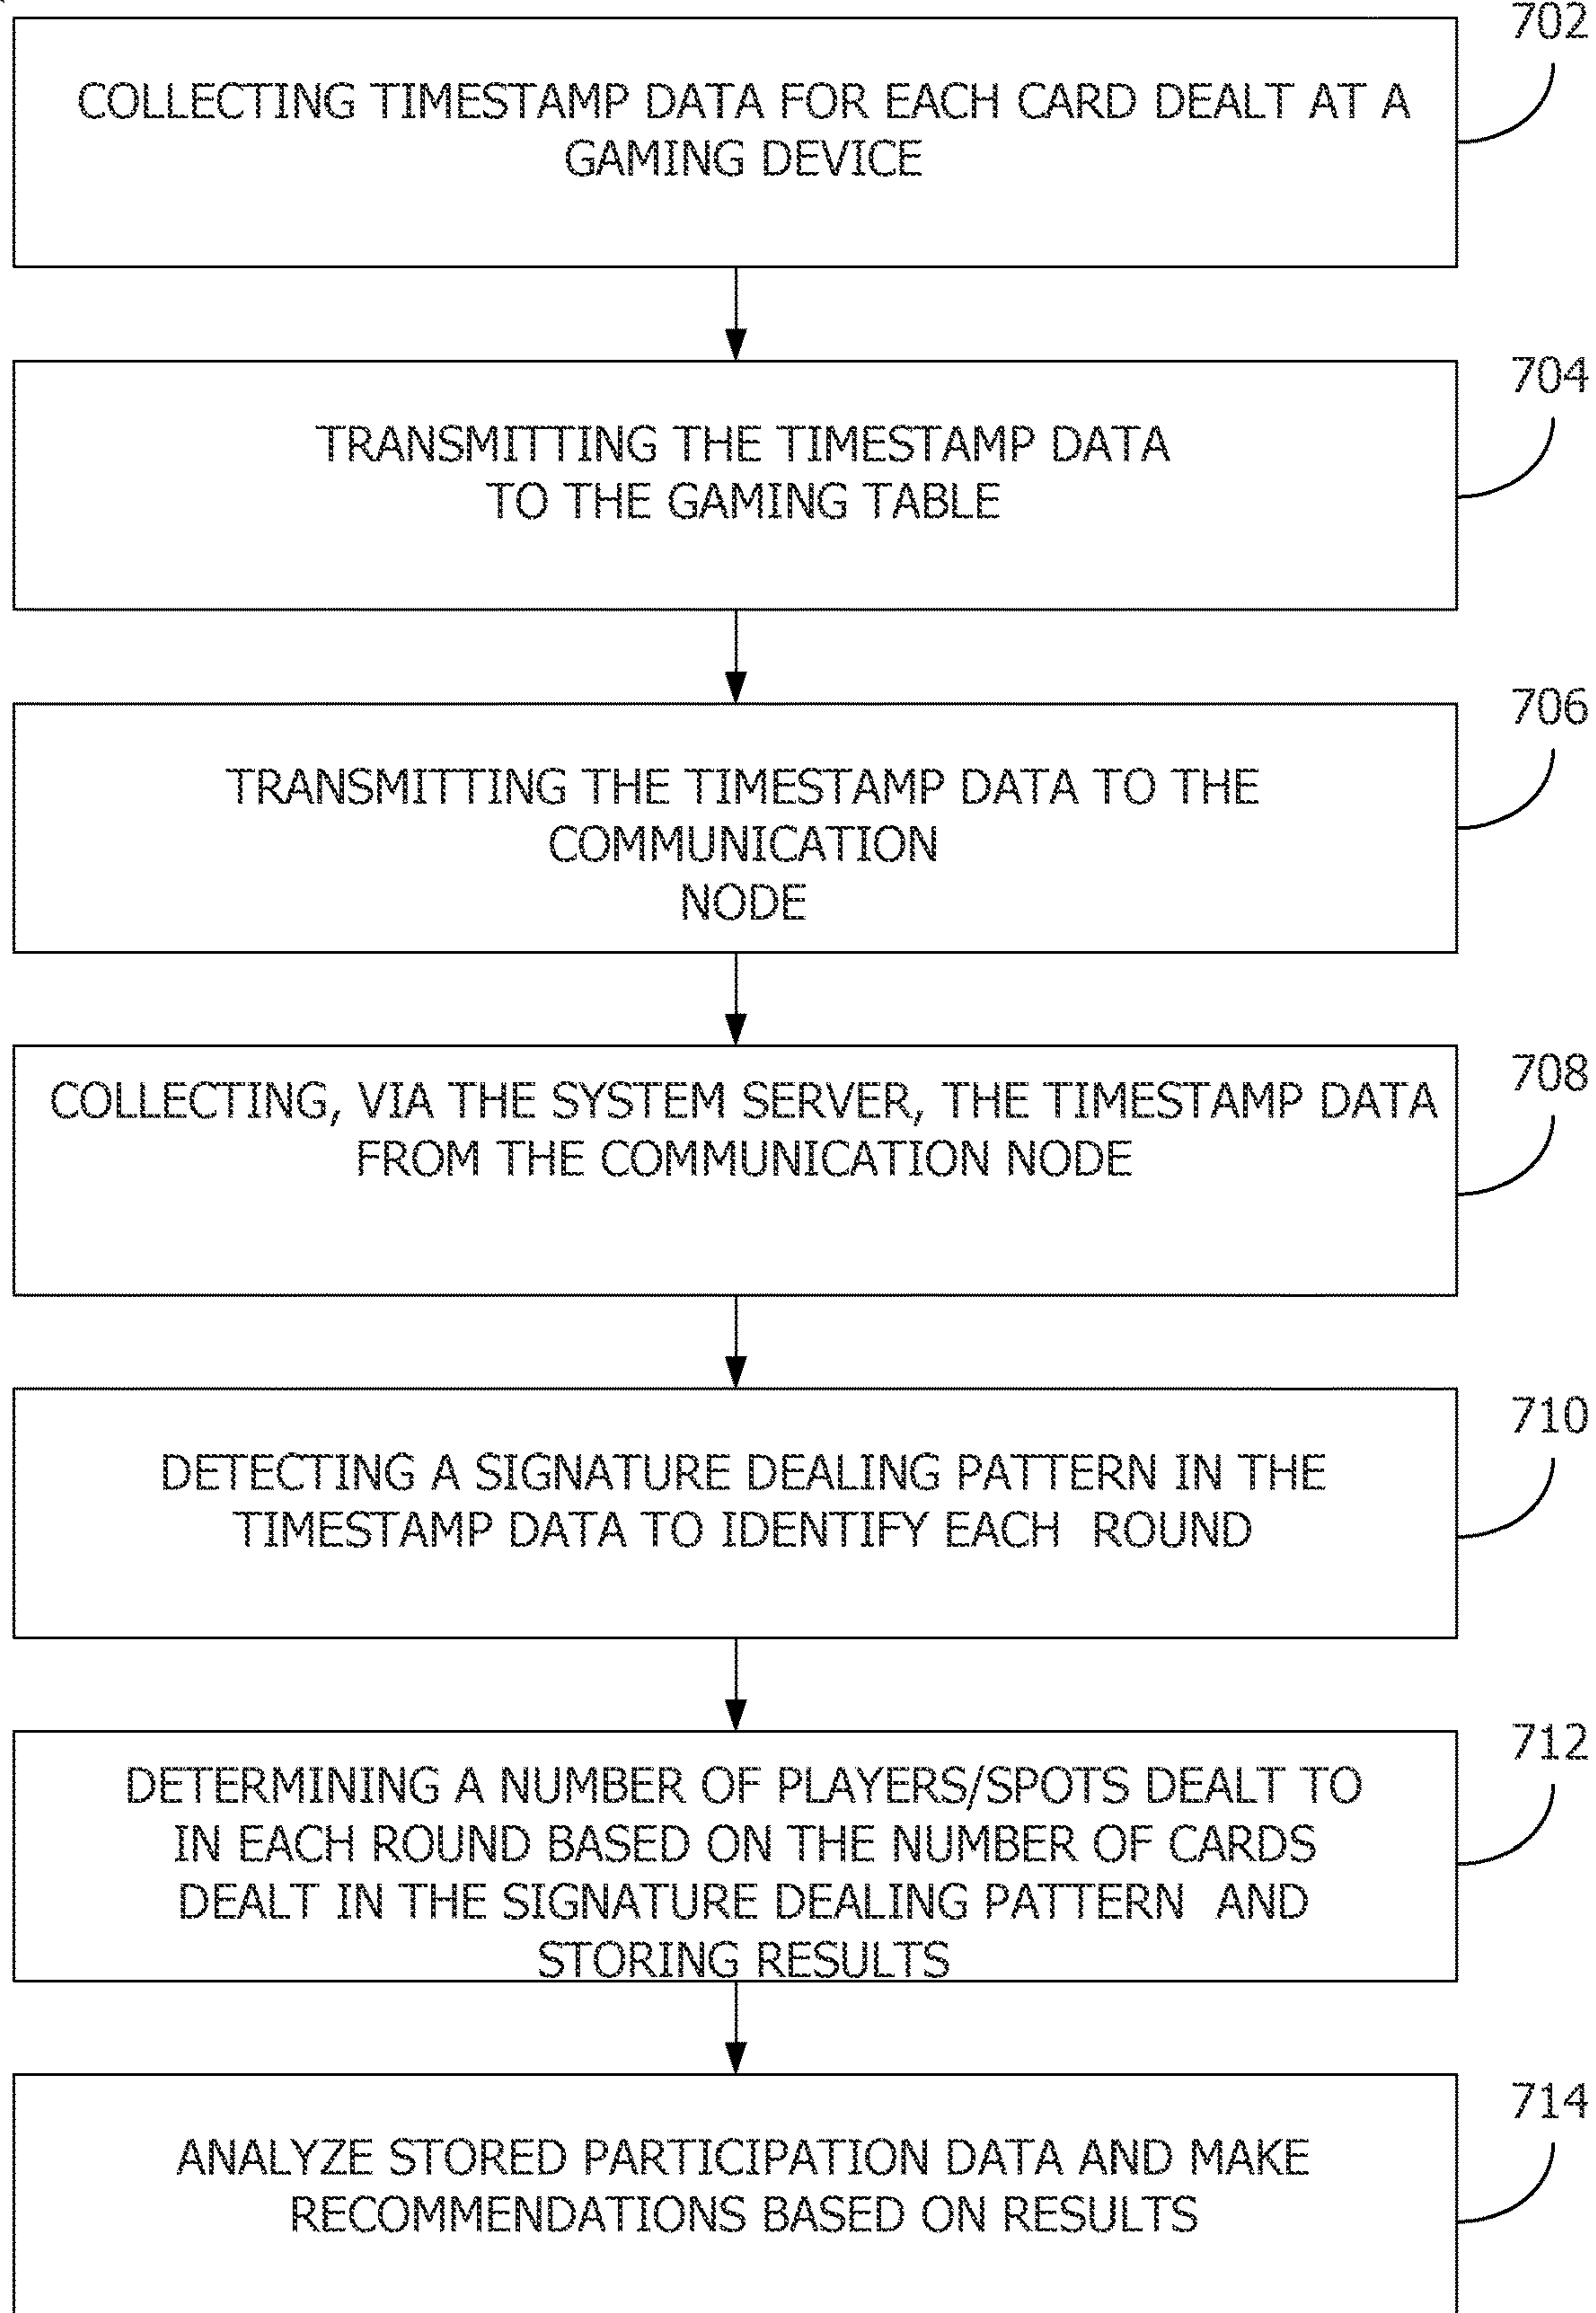 702
COLLECTING TIMESTAMP DATA FOR EACH CARD DEALT AT A
GAMING DEVICE
704
TRANSMITTING THE TIMESTAMP DATA
TO THE GAMING TABLE
706
TRANSMITTING THE TIMESTAMP DATA TO THE
COMMUNICATION
NODE
708
COLLECTING, VIA THE SYSTEM SERVER, THE TIMESTAMP DATA
FROM THE COMMUNICATION NODE
710
DETECTING A SIGNATURE DEALING PATTERN IN THE
TIMESTAMP DATA TO IDENTIFY EACH ROUND
712
DETERMINING A NUMBER OF PLAYERS/SPOTS DEALT TO
IN EACH ROUND BASED ON THE NUMBER OF CARDS
DEALT IN THE SIGNATURE DEALING PATTERN AND
STORING RESULTS
714
ANALYZE STORED PARTICIPATION DATA AND MAKE
RECOMMENDATIONS BASED ON RESULTS